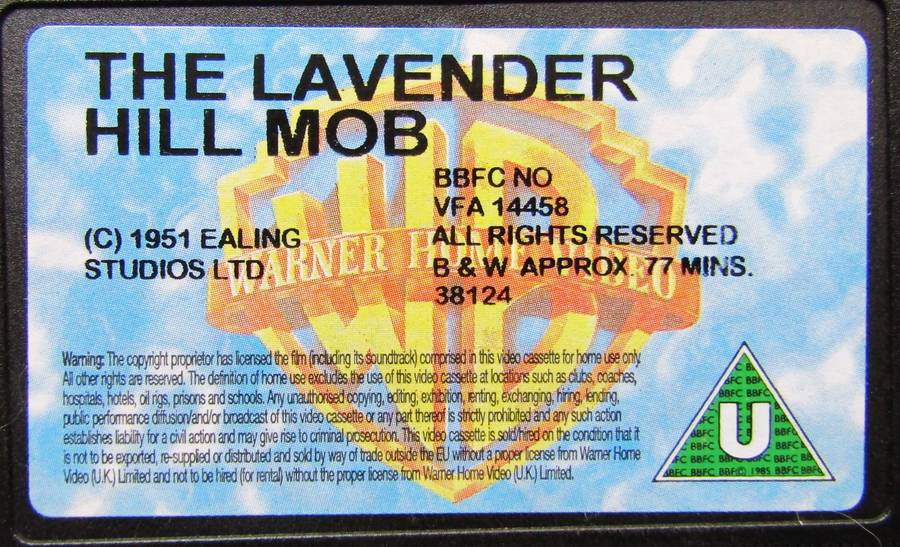 THE LAVENDER
HILL MOB
BBFC NO
VFA 14458
(C) 1951 EALING
STUDIOS LTD
ALL RIGHTS RESERVED
B & W APPROX. 77 MINS.
38124
WARNER HOME VIDEO
Warning: The copyright proprietor has licensed the film (including its soundtrack) comprised in this video cassette for home use only.
All other rights are reserved. The definition of home use excludes the use of this video cassette at locations such as clubs, coaches,
hospitals, hotels, oil rigs, prisons and schools. Any unauthorised copying, editing, exhibition, renting, exchanging, hiring, lending,
public performance diffusion/and/or broadcast of this video cassette or any part thereof is strictly prohibited and any such action
establishes liability for a civil action and may give rise to criminal prosecution. This video cassette is sold/hired on the condition that it
is not to be exported, re-supplied or distributed and sold by way of trade outside the EU without a proper license from Warner Home
Video (U.K.) Limited and not to be hired (for rental) without the proper license from Warner Home Video (U.K.) Limited.
U
BBFC BBFC BBF© 1985 BBFC BBF